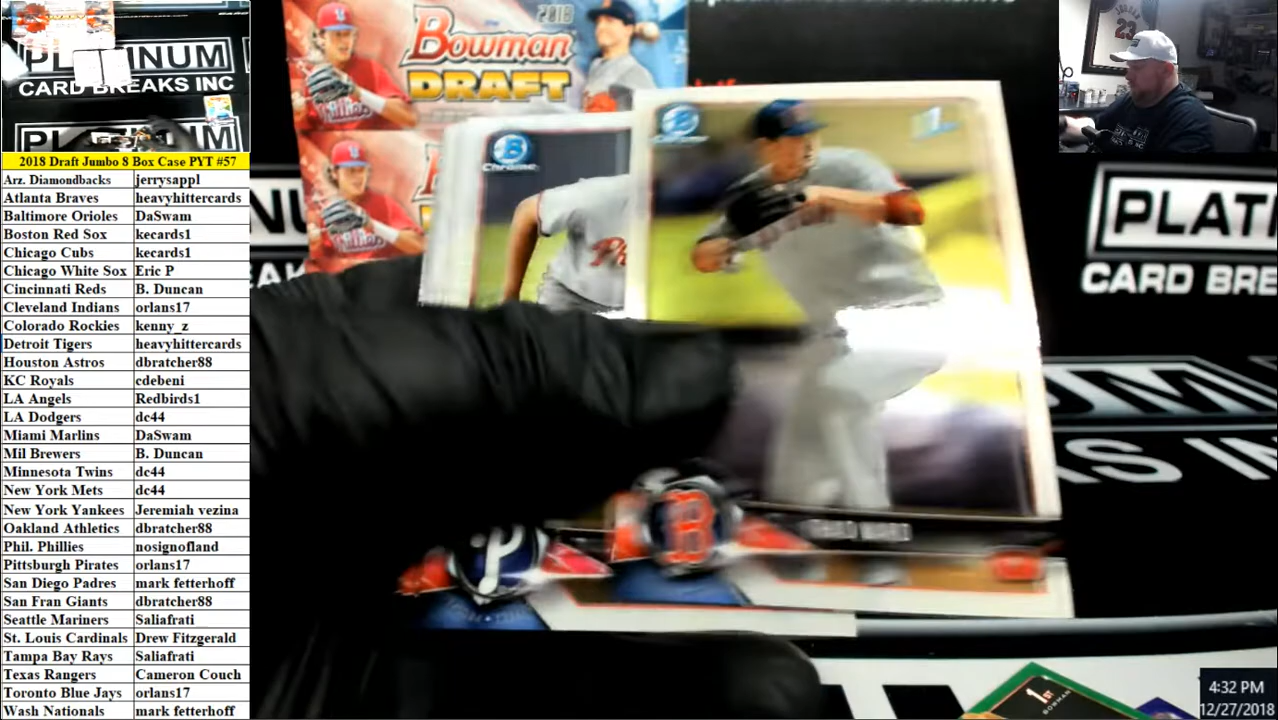 PLATINUM
CARD BREAKS INC
PLATINUM
2018 Draft Jumbo 8 Box Case PYT #57
Arz. Diamondbacks jerrysappl
Atlanta Braves heavyhittercards
Baltimore Orioles DaSwam
Boston Red Sox kecards1
Chicago Cubs kecards1
Chicago White Sox Eric P
Cincinnati Reds B. Duncan
Cleveland Indians orlans17
Colorado Rockies kenny_z
Detroit Tigers heavyhittercards
Houston Astros dbratcher88
KC Royals cdebeni
LA Angels Redbirds1
LA Dodgers dc44
Miami Marlins DaSwam
Mil Brewers B. Duncan
Minnesota Twins dc44
New York Mets dc44
New York Yankees Jeremiah vezina
Oakland Athletics dbratcher88
Phil. Phillies nosignofland
Pittsburgh Pirates orlans17
San Diego Padres mark fetterhoff
San Fran Giants dbratcher88
Seattle Mariners Saliafrati
St. Louis Cardinals Drew Fitzgerald
Tampa Bay Rays Saliafrati
Texas Rangers Cameron Couch
Toronto Blue Jays orlans17
Wash Nationals mark fetterhoff
2018
Bowman
DRAFT
Chrome
B
1ST
BOWMAN
23
PLATI
CARD BRE
KS INC
4:32 PM
12/27/2018